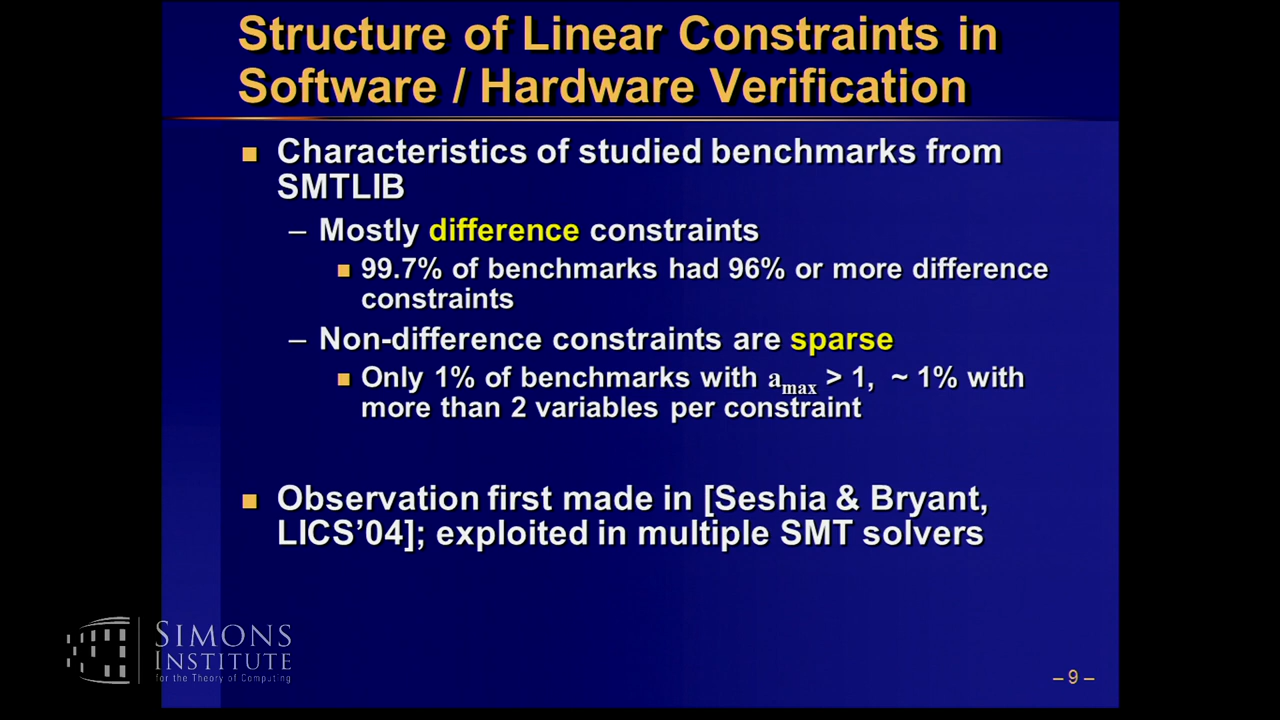 Structure of Linear Constraints in
Software / Hardware Verification
Characteristics of studied benchmarks from
SMTLIB
– Mostly difference constraints
99.7% of benchmarks had 96% or more difference
constraints
– Non-difference constraints are sparse
Only 1% of benchmarks with amax > 1, ~ 1% with
more than 2 variables per constraint
Observation first made in [Seshia & Bryant,
LICS’04]; exploited in multiple SMT solvers
SIMONS
INSTITUTE
for the Theory of Computing
– 9 –